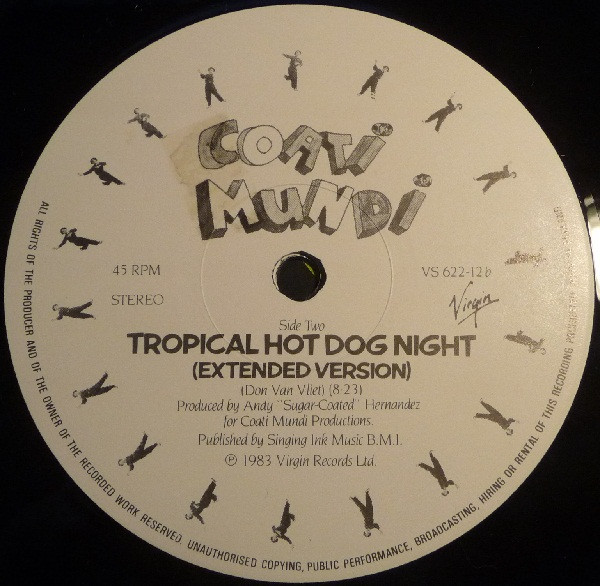 COATI
MUNDI
45 RPM
STEREO
VS 622-12b
Virgin
Side Two
TROPICAL HOT DOG NIGHT
(EXTENDED VERSION)
(Don Van Vliet) (8:23)
Produced by Andy "Sugar-Coated" Hernandez
for Coati Mundi Productions.
Published by Singing Ink Music B.M.I.
℗ 1983 Virgin Records Ltd.
ALL RIGHTS OF THE PRODUCER AND OF THE OWNER OF THE RECORDED WORK RESERVED. UNAUTHORISED COPYING, PUBLIC PERFORMANCE, BROADCASTING, HIRING OR RENTAL OF THIS RECORDING PROHIBITED.